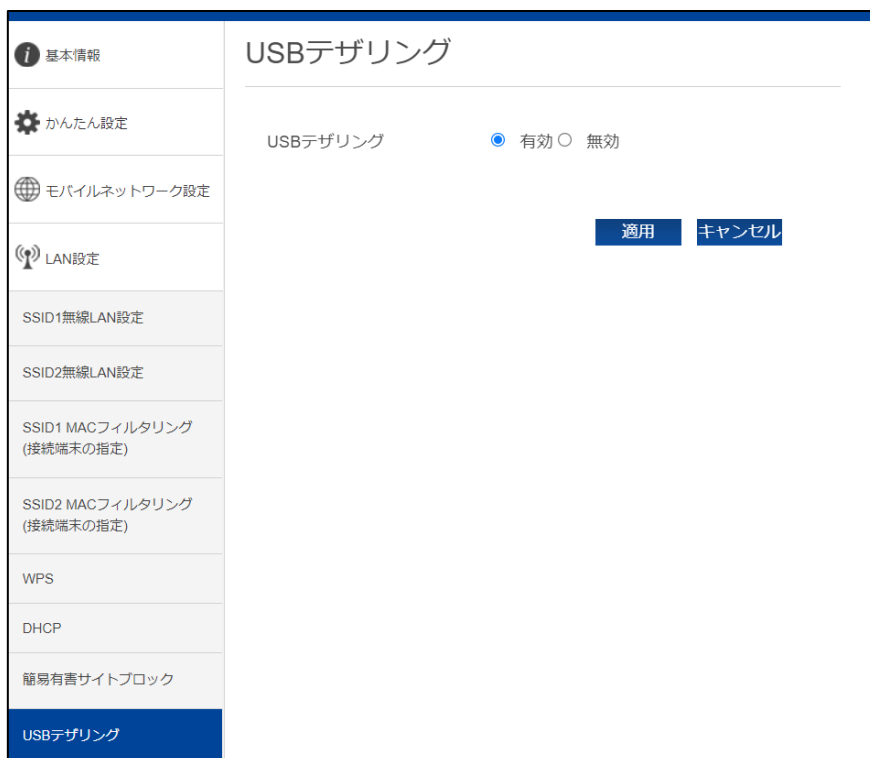 基本情報
かんたん設定
モバイルネットワーク設定
LAN設定
SSID1無線LAN設定
SSID2無線LAN設定
SSID1 MACフィルタリング
(接続端末の指定)
SSID2 MACフィルタリング
(接続端末の指定)
WPS
DHCP
簡易有害サイトブロック
USBテザリング
USBテザリング
USBテザリング 有効 無効
適用 キャンセル